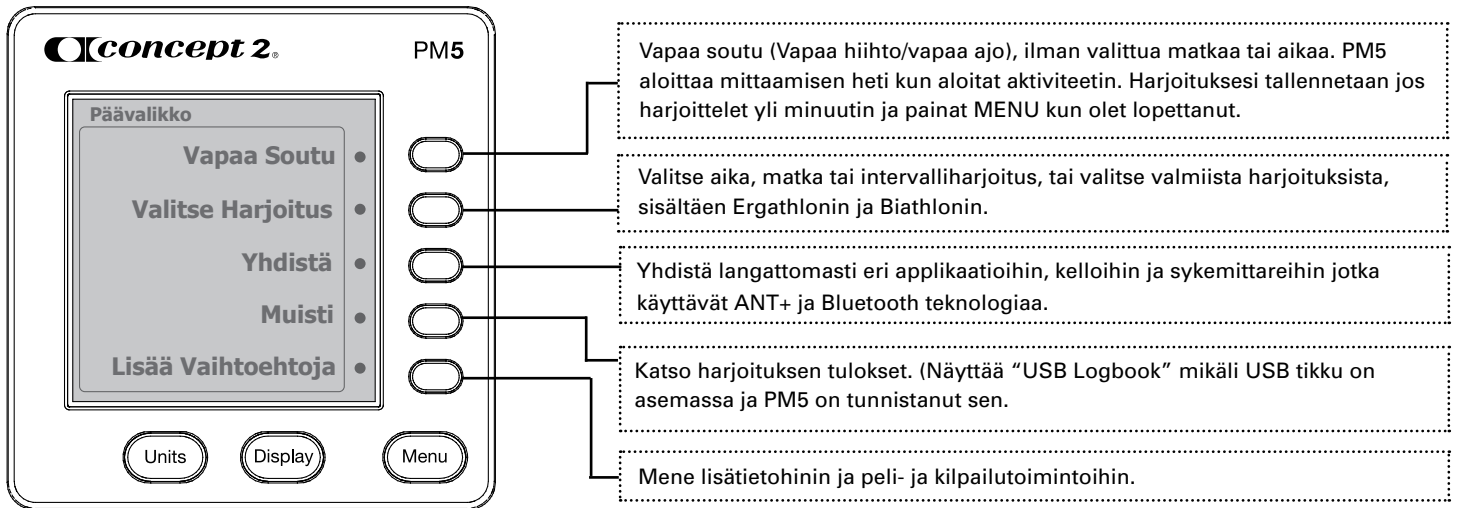 concept 2®
PM5
Päävalikko
Vapaa Soutu
Valitse Harjoitus
Yhdistä
Muisti
Lisää Vaihtoehtoja
Units
Display
Menu
Vapaa soutu (Vapaa hiihto/vapaa ajo), ilman valittua matkaa tai aikaa. PM5
aloittaa mittaamisen heti kun aloitat aktiviteetin. Harjoituksesi tallennetaan jos
harjoittelet yli minuutin ja painat MENU kun olet lopettanut.
Valitse aika, matka tai intervalliharjoitus, tai valitse valmiista harjoituksista,
sisältäen Ergathlonin ja Biathlonin.
Yhdistä langattomasti eri applikaatioihin, kelloihin ja sykemittareihin jotka
käyttävät ANT+ ja Bluetooth teknologiaa.
Katso harjoituksen tulokset. (Näyttää “USB Logbook” mikäli USB tikku on
asemassa ja PM5 on tunnistanut sen.
Mene lisätietohinin ja peli- ja kilpailutoimintoihin.